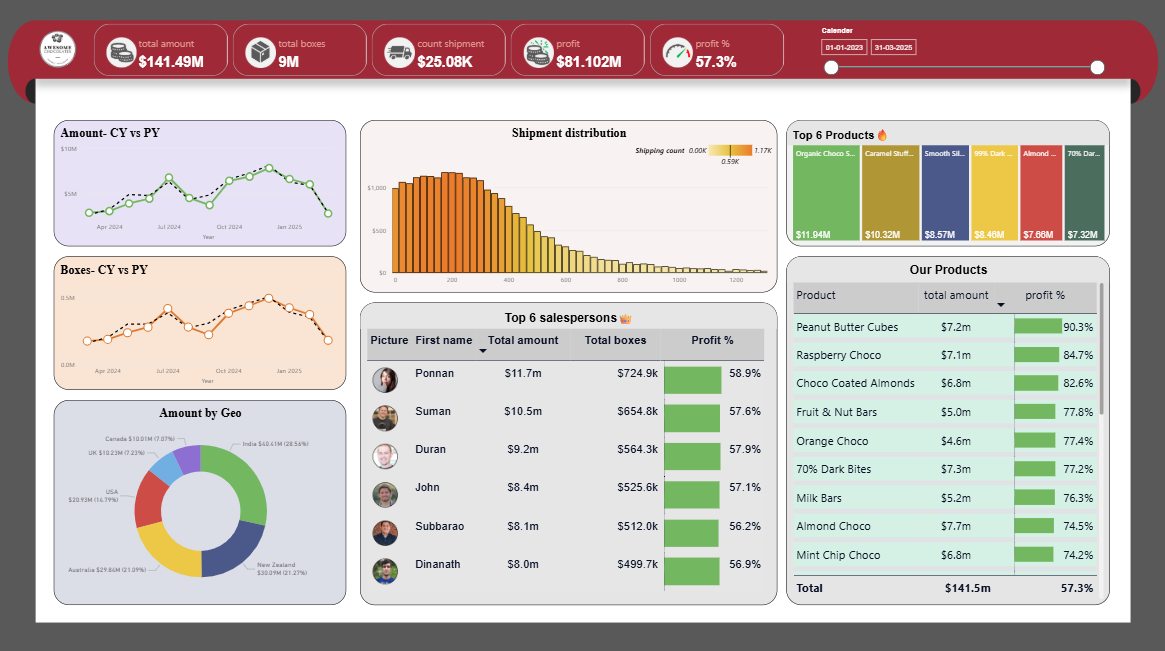 AWESOME
CHOCOLATES
total amount
$141.49M
total boxes
9M
count shipment
$25.08K
profit
$81.102M
profit %
57.3%
Calender
01-01-2023 31-03-2025
Amount- CY vs PY
$10M
$5M
Apr 2024 Jul 2024 Oct 2024 Jan 2025
Year
Boxes- CY vs PY
0.5M
0.0M
Apr 2024 Jul 2024 Oct 2024 Jan 2025
Year
Amount by Geo
Canada $10.01M (7.07%)
India $40.41M (28.56%)
UK $10.23M (7.23%)
USA
$20.93M (14.79%)
Australia $29.84M (21.09%)
New Zealand
$30.09M (21.27%)
Shipment distribution
Shipping count 0.00K 1.17K
0.59K
$1,000
$500
$0
0 200 400 600 800 1000 1200
Top 6 salespersons
Picture First name Total amount Total boxes Profit %
Ponnan $11.7m $724.9k 58.9%
Suman $10.5m $654.8k 57.6%
Duran $9.2m $564.3k 57.9%
John $8.4m $525.6k 57.1%
Subbarao $8.1m $512.0k 56.2%
Dinanath $8.0m $499.7k 56.9%
Top 6 Products 🔥
Organic Choco S... Caramel Stuff... Smooth Sil... 99% Dark ... Almond ... 70% Dar...
$11.94M $10.32M $8.57M $8.46M $7.66M $7.32M
Our Products
Product total amount profit %
Peanut Butter Cubes $7.2m 90.3%
Raspberry Choco $7.1m 84.7%
Choco Coated Almonds $6.8m 82.6%
Fruit & Nut Bars $5.0m 77.8%
Orange Choco $4.6m 77.4%
70% Dark Bites $7.3m 77.2%
Milk Bars $5.2m 76.3%
Almond Choco $7.7m 74.5%
Mint Chip Choco $6.8m 74.2%
Total $141.5m 57.3%